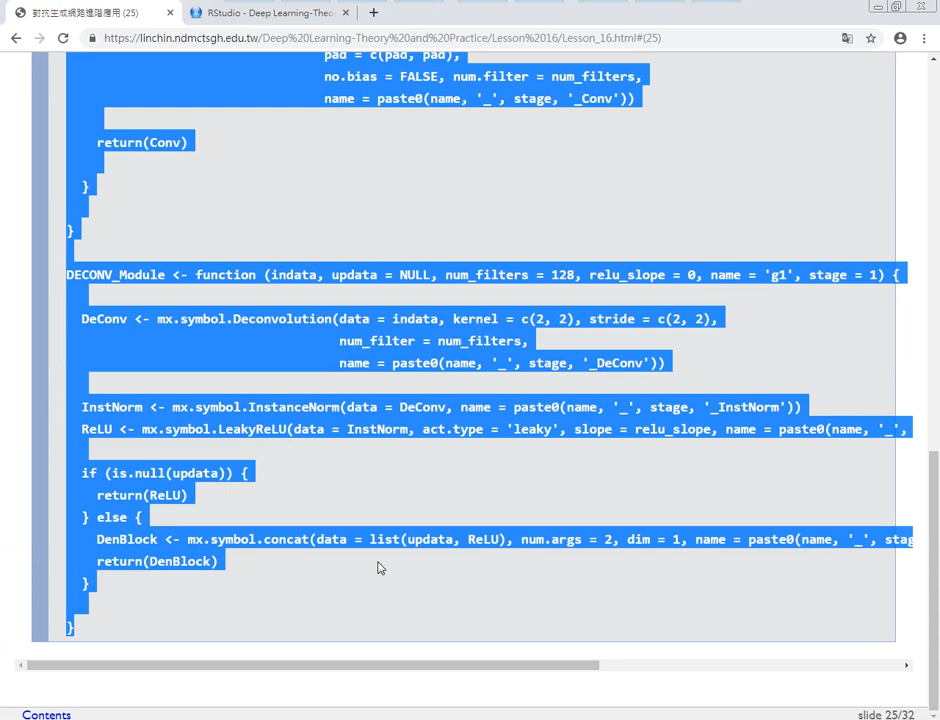 對抗生成網路進階應用 (25)
RStudio - Deep Learning-Theo
https://linchin.ndmctsgh.edu.tw/Deep%20Learning-Theory%20and%20Practice/Lesson%2016/Lesson_16.html#(25)
pad = c(pad, pad),
no.bias = FALSE, num.filter = num_filters,
name = paste0(name, '_', stage, '_Conv'))
return(Conv)
}
}
DECONV_Module <- function (indata, updata = NULL, num_filters = 128, relu_slope = 0, name = 'g1', stage = 1) {
DeConv <- mx.symbol.Deconvolution(data = indata, kernel = c(2, 2), stride = c(2, 2),
num_filter = num_filters,
name = paste0(name, '_', stage, '_DeConv'))
InstNorm <- mx.symbol.InstanceNorm(data = DeConv, name = paste0(name, '_', stage, '_InstNorm'))
ReLU <- mx.symbol.LeakyReLU(data = InstNorm, act.type = 'leaky', slope = relu_slope, name = paste0(name, '_',
if (is.null(updata)) {
return(ReLU)
} else {
DenBlock <- mx.symbol.concat(data = list(updata, ReLU), num.args = 2, dim = 1, name = paste0(name, '_', stag
return(DenBlock)
}
}
Contents
slide 25/32